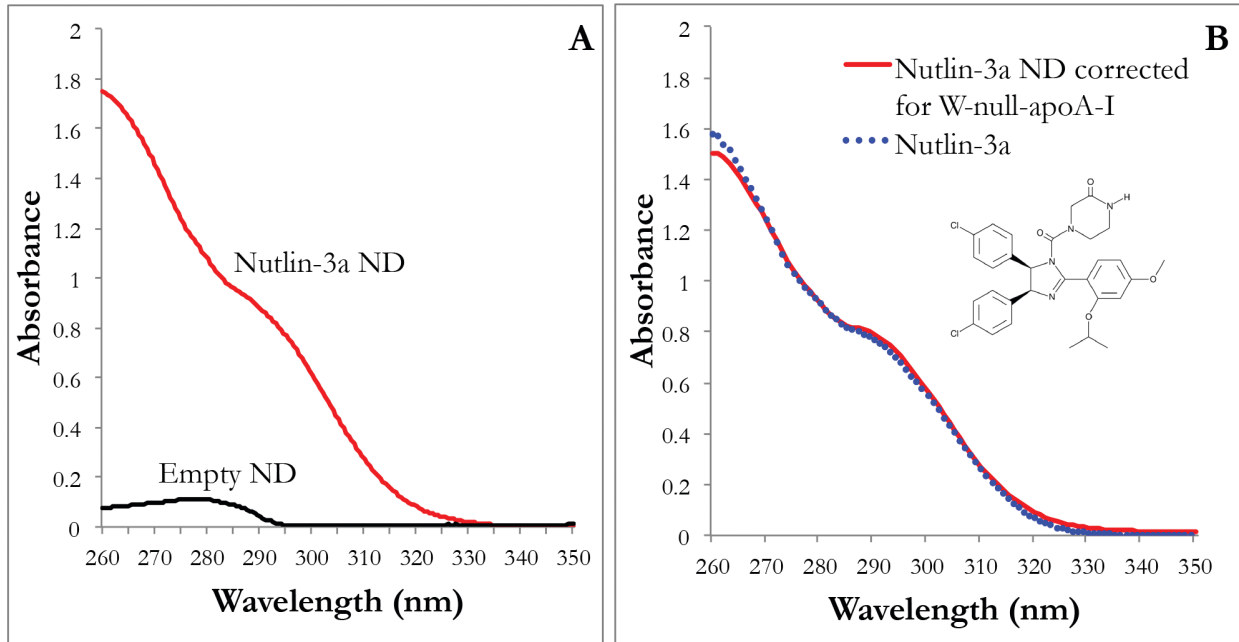 A
2
1.8
1.6
1.4
1.2
1
0.8
0.6
0.4
0.2
0
Absorbance
Nutlin-3a ND
Empty ND
260 270 280 290 300 310 320 330 340 350
Wavelength (nm)
B
2
1.8
1.6
1.4
1.2
1
0.8
0.6
0.4
0.2
0
Absorbance
Nutlin-3a ND corrected
for W-null-apoA-I
Nutlin-3a
O
N H
Cl
O
N
N
N
O
O
Cl
260 270 280 290 300 310 320 330 340 350
Wavelength (nm)